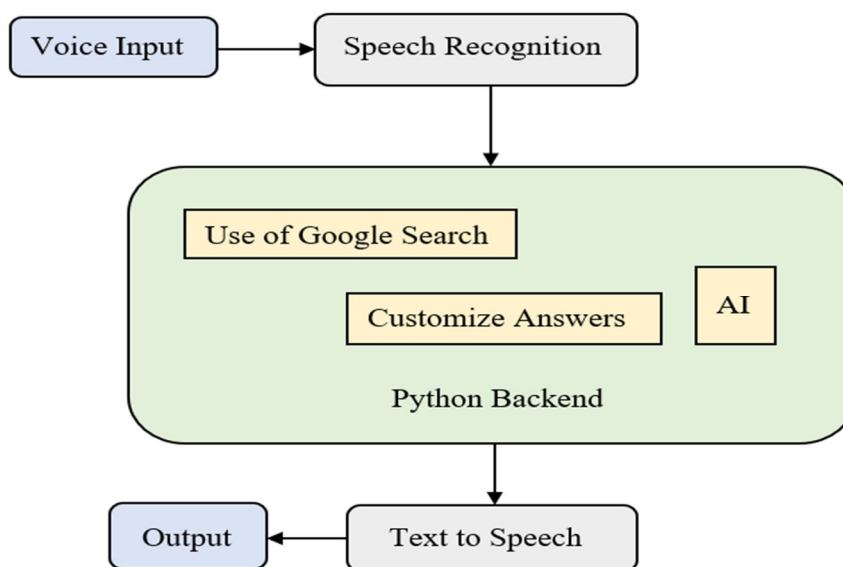 Voice Input
Speech Recognition
Use of Google Search
AI
Customize Answers
Python Backend
Output
Text to Speech